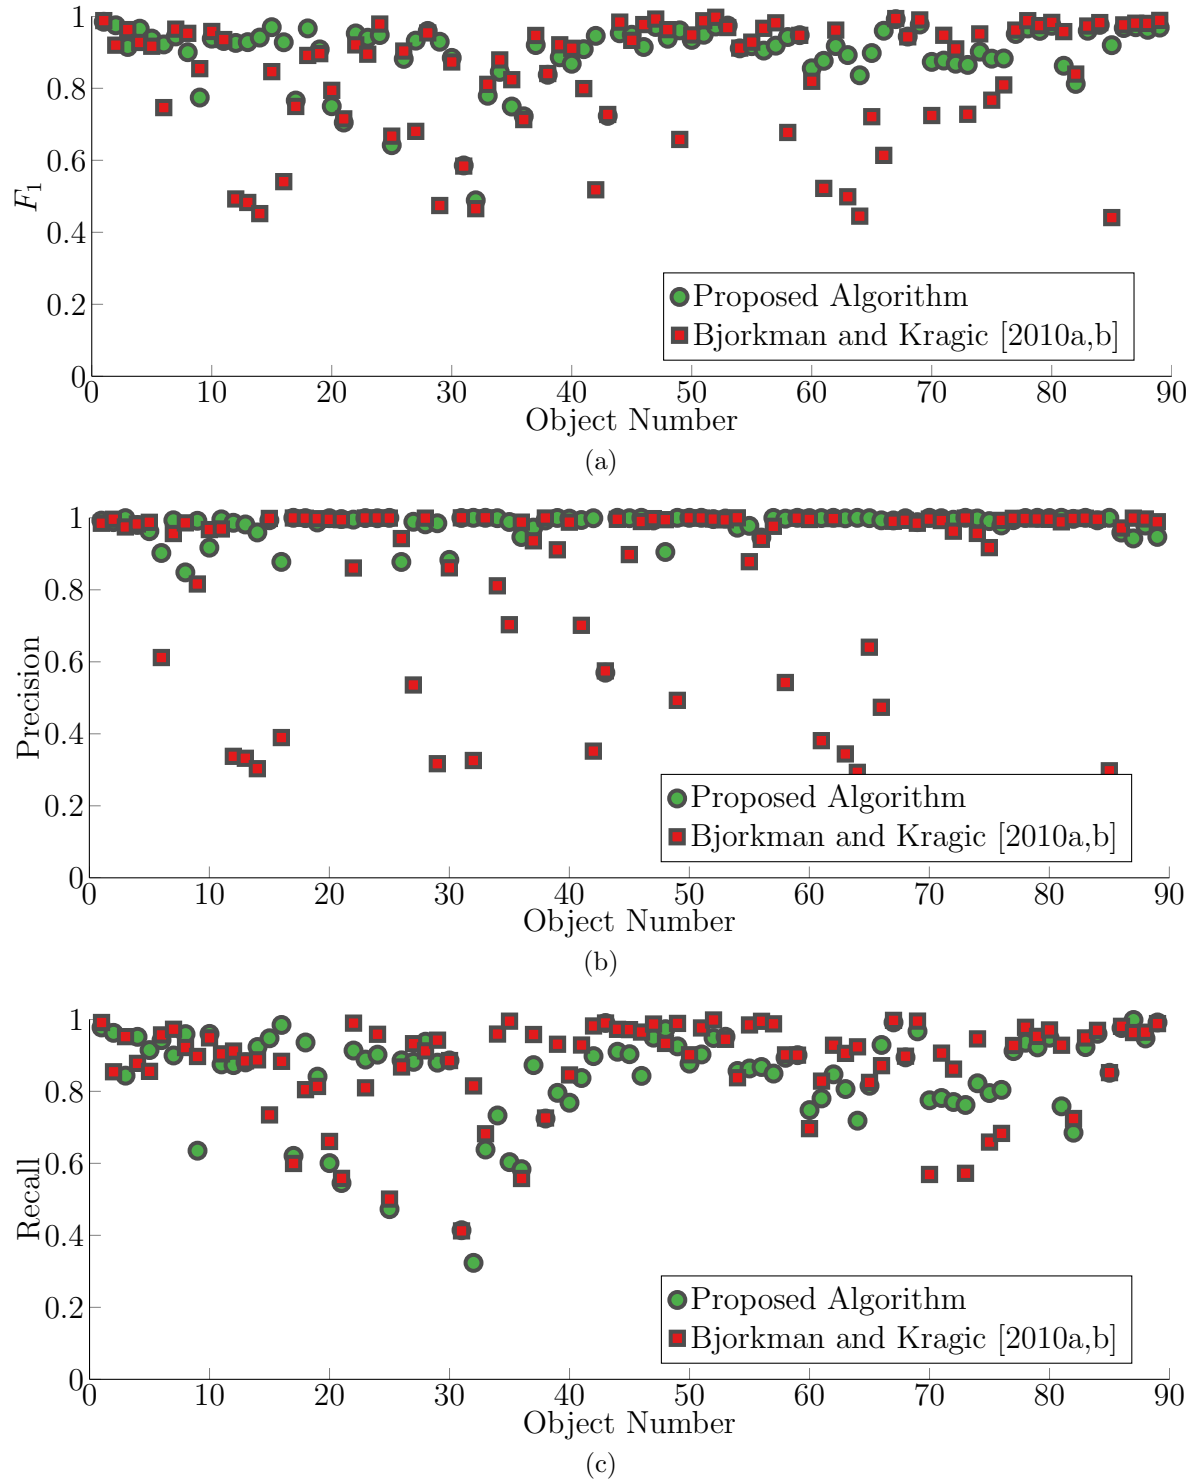 1
0.8
0.6
0.4
0.2
0
F1
0 10 20 30 40 50 60 70 80 90
Object Number
Proposed Algorithm
Bjorkman and Kragic [2010a,b]
(a)
1
0.8
0.6
0.4
0.2
0
Precision
0 10 20 30 40 50 60 70 80 90
Object Number
Proposed Algorithm
Bjorkman and Kragic [2010a,b]
(b)
1
0.8
0.6
0.4
0.2
0
Recall
0 10 20 30 40 50 60 70 80 90
Object Number
Proposed Algorithm
Bjorkman and Kragic [2010a,b]
(c)